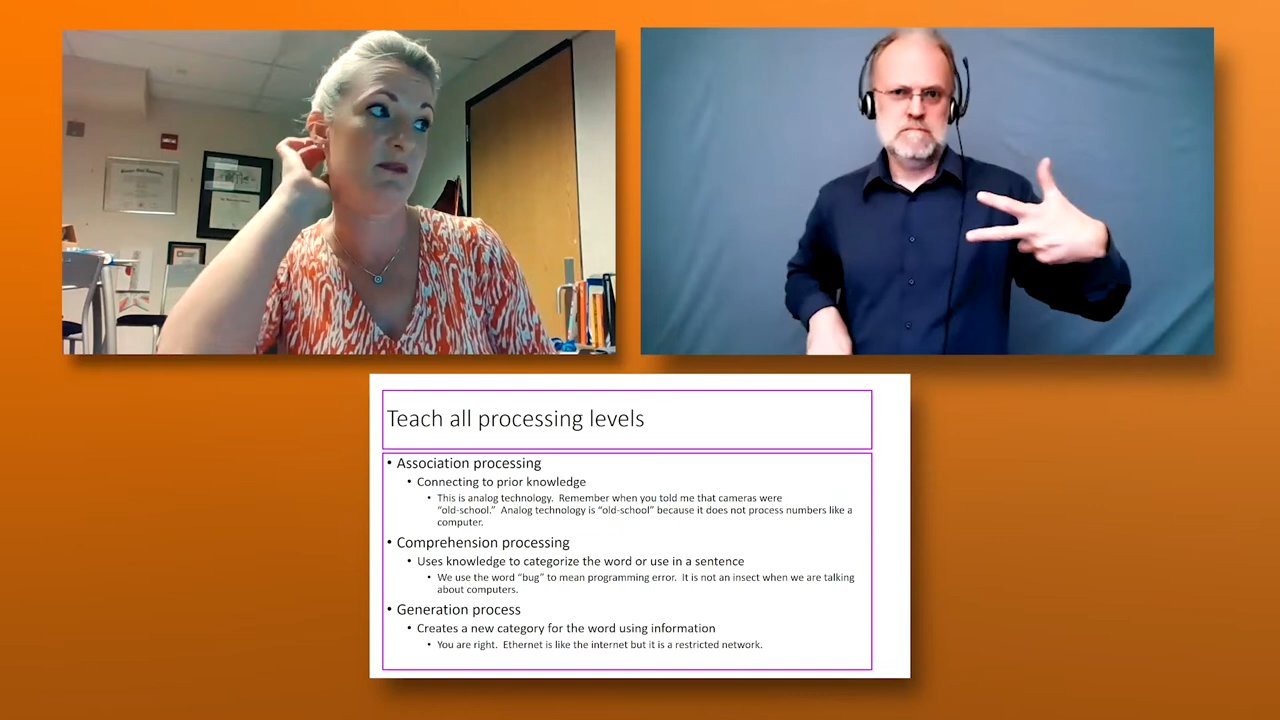 Teach all processing levels
• Association processing
• Connecting to prior knowledge
• This is analog technology. Remember when you told me that cameras were
“old-school.” Analog technology is “old-school” because it does not process numbers like a
computer.
• Comprehension processing
• Uses knowledge to categorize the word or use in a sentence
• We use the word “bug” to mean programming error. It is not an insect when we are talking
about computers.
• Generation process
• Creates a new category for the word using information
• You are right. Ethernet is like the internet but it is a restricted network.